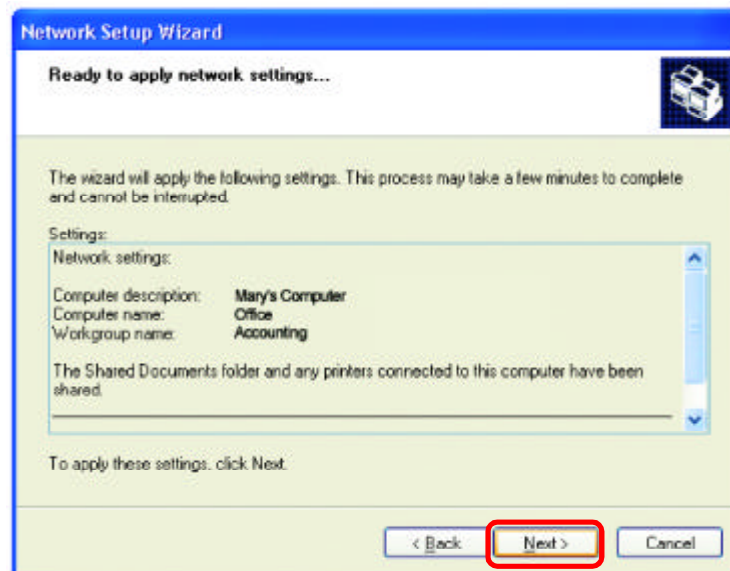 Network Setup Wizard
Ready to apply network settings...
The wizard will apply the following settings. This process may take a few minutes to complete
and cannot be interrupted.
Settings:
Network settings:
Computer description: Mary's Computer
Computer name: Office
Workgroup name: Accounting
The Shared Documents folder and any printers connected to this computer have been
shared.
To apply these settings, click Next.
< Back Next > Cancel